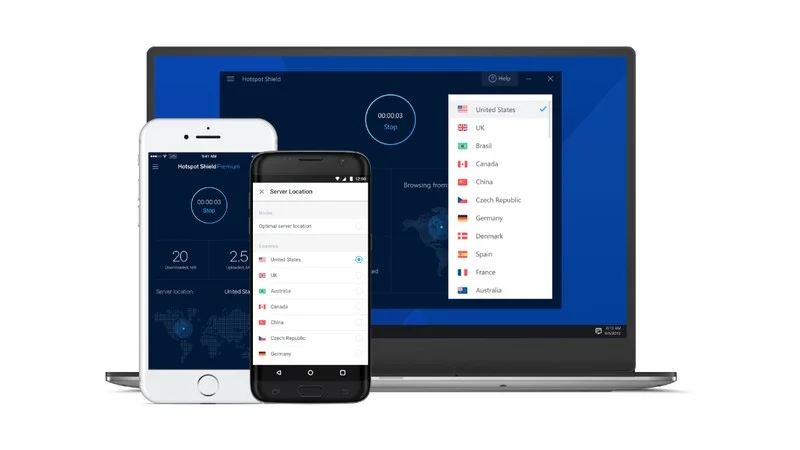 Hotspot Shield
Help
00:00:03
Stop
Browsing from:
United States
UK
Brasil
Canada
China
Czech Republic
Germany
Denmark
Spain
France
Australia
9:41 AM
Hotspot Shield Premium
00:00:03
Stop
20
2.5
Downloaded, MB
Uploaded, M
Server location:
United Sta
12:00
Server Location
Optimal server location
Countries
United States
UK
Australia
Canada
China
Czech Republic
Germany